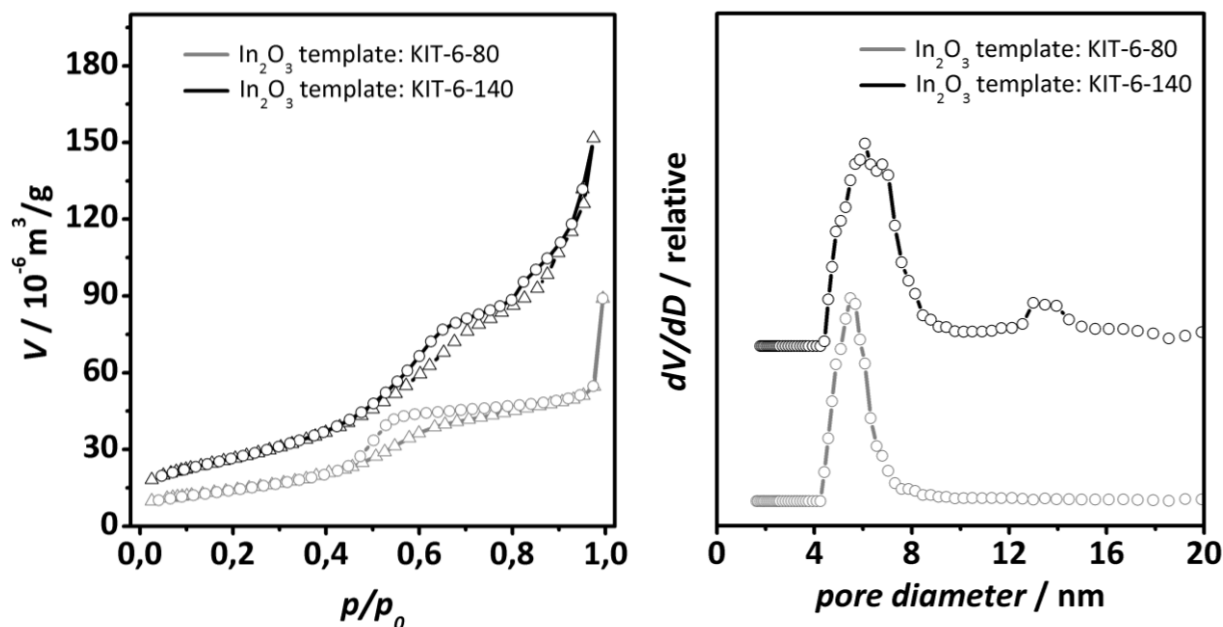 In₂O₃ template: KIT-6-80
In₂O₃ template: KIT-6-140
180
150
120
90
60
30
0
V / 10⁻⁶ m³/g
0,0 0,2 0,4 0,6 0,8 1,0
p/p₀
In₂O₃ template: KIT-6-80
In₂O₃ template: KIT-6-140
dV/dD / relative
0 4 8 12 16 20
pore diameter / nm